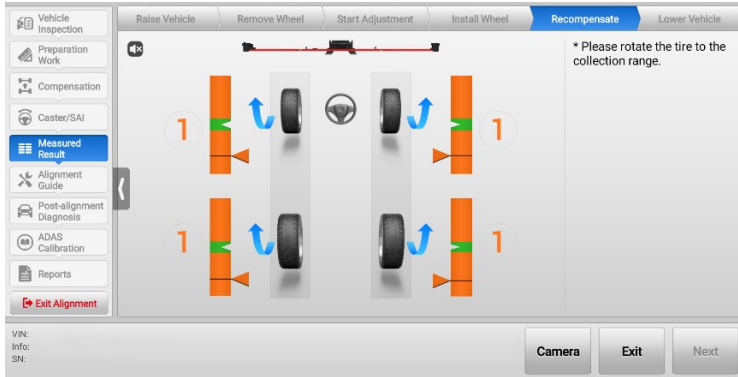 Vehicle
Inspection
Preparation
Work
Compensation
Caster/SAI
Measured
Result
Alignment
Guide
Post-alignment
Diagnosis
ADAS
Calibration
Reports
Exit Alignment
Raise Vehicle
Remove Wheel
Start Adjustment
Install Wheel
Recompensate
Lower Vehicle
* Please rotate the tire to the
collection range.
1
1
1
1
VIN:
Info:
SN:
Camera
Exit
Next